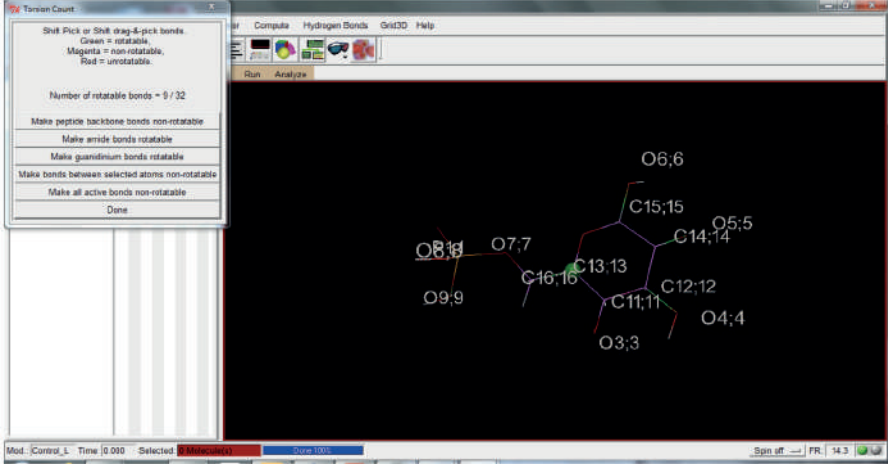 Torsion Count
X
Compute Hydrogen Bonds Grid3D Help
Shift Pick or Shift drag-&-pick bonds.
Green = rotatable,
Magenta = non-rotatable,
Red = unrotatable.
Number of rotatable bonds = 9 / 32
Run Analyze
Make peptide backbone bonds non-rotatable
Make amide bonds rotatable
Make guanidinium bonds rotatable
Make bonds between selected atoms non-rotatable
Make all active bonds non-rotatable
Done
O6;6
C15;15
O5;5
C14;14
O7;7
C13;13
C16;16
O9;9
C12;12
C11;11
O4;4
O3;3
Mod.: Control_L Time: 0.000 Selected: 0 Molecule(s) Done 100% Spin off FR: 14.3